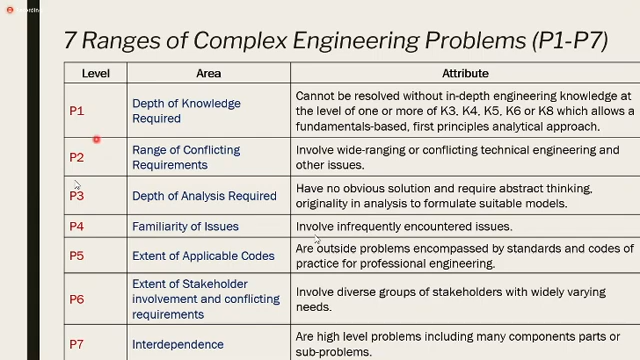 Recording
7 Ranges of Complex Engineering Problems (P1-P7)
Level Area Attribute
P1 Depth of Knowledge Required
Cannot be resolved without in-depth engineering knowledge at
the level of one or more of K3, K4, K5, K6 or K8 which allows a
fundamentals-based, first principles analytical approach.
P2 Range of Conflicting Requirements
Involve wide-ranging or conflicting technical engineering and
other issues.
P3 Depth of Analysis Required
Have no obvious solution and require abstract thinking,
originality in analysis to formulate suitable models.
P4 Familiarity of Issues
Involve infrequently encountered issues.
P5 Extent of Applicable Codes
Are outside problems encompassed by standards and codes of
practice for professional engineering.
P6 Extent of Stakeholder
involvement and conflicting
requirements
Involve diverse groups of stakeholders with widely varying
needs.
P7 Interdependence
Are high level problems including many components parts or
sub-problems.